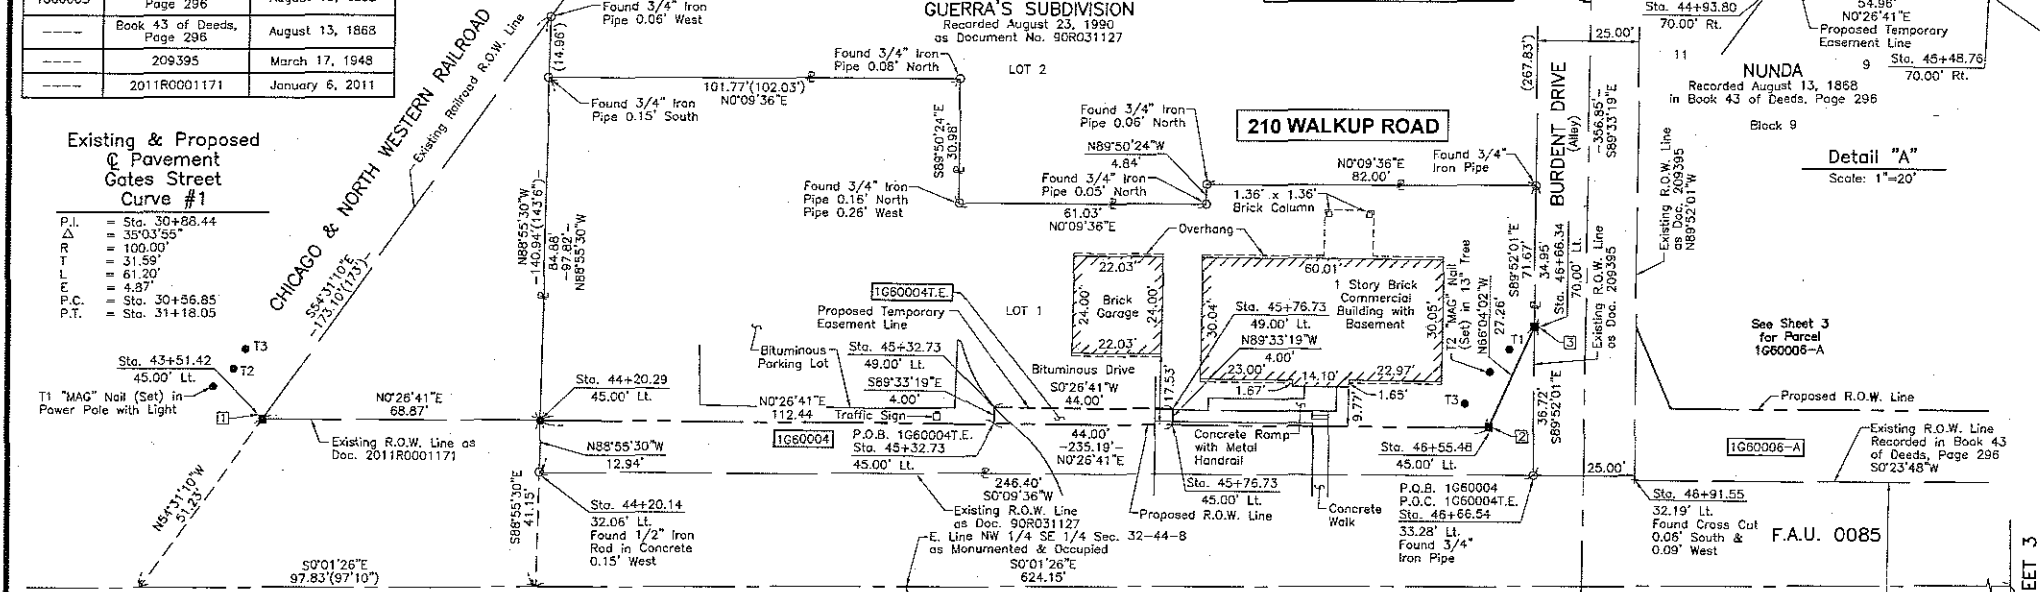 Page 296
Book 43 of Deeds,
Page 296
August 13, 1868
----
209395
March 17, 1948
----
2011R0001171
January 6, 2011
Existing & Proposed
℄ Pavement
Gates Street
Curve #1
P.I. = Sta. 30+88.44
Δ = 35°03'55"
R = 100.00'
T = 31.59'
L = 61.20'
E = 4.87'
P.C. = Sta. 30+56.85
P.T. = Sta. 31+18.05
CHICAGO & NORTH WESTERN RAILROAD
Existing Railroad R.O.W. Line
S54°31'10"E
-173.10'(173')-
T3
T2
Sta. 43+51.42
45.00' Lt.
T1 "MAG" Nail (Set) in
Power Pole with Light
1
N0°26'41"E
68.87'
Existing R.O.W. Line as
Doc. 2011R0001171
N54°31'10"W
51.23'
S0°01'26"E
97.83'(97'10")
Found 3/4" Iron
Pipe 0.06' West
(14.96')
Found 3/4" Iron
Pipe 0.15' South
101.77'(102.03')
N0°09'36"E
GUERRA'S SUBDIVISION
Recorded August 23, 1990
as Document No. 90R031127
Found 3/4" Iron
Pipe 0.08' North
LOT 2
S89°50'24"E
30.98'
Found 3/4" Iron
Pipe 0.16' North
Pipe 0.26' West
Found 3/4" Iron
Pipe 0.06' North
N89°50'24"W
4.84'
Found 3/4" Iron
Pipe 0.05' North
61.03'
N0°09'36"E
210 WALKUP ROAD
N0°09'36"E
82.00'
Found 3/4"
Iron Pipe
1.36' x 1.36'
Brick Column
Overhang
N88°55'30"W
-140.94'(143'6")-
84.88'
-97.82'-
N88°55'30"W
LOT 1
22.03'
24.00'
Brick
Garage
24.00'
22.03'
60.01'
30.04'
1 Story Brick
Commercial
Building with
Basement
30.05'
23.00'
14.10'
22.97'
1.67'
1.65'
9.77'
17.53'
1G60004T.E.
Proposed Temporary
Easement Line
Bituminous
Parking Lot
Sta. 45+32.73
49.00' Lt.
S89°33'19"E
4.00'
Bituminous Drive
S0°26'41"W
44.00'
Sta. 45+76.73
49.00' Lt.
N89°33'19"W
4.00'
T2 "MAG" Nail
(Set) in 13" Tree
N66°04'02"W
27.26'
T1
T3
S89°52'01"E
71.67'
34.95'
Sta. 46+66.34
70.00' Lt.
3
S89°52'01"E
36.72'
Existing R.O.W. Line
as Doc. 209395
Sta. 44+20.29
45.00' Lt.
N0°26'41"E
112.44
Traffic Sign
1G60004
P.O.B. 1G60004T.E.
Sta. 45+32.73
45.00' Lt.
44.00'
-235.19'-
N0°26'41"E
Concrete Ramp
with Metal
Handrail
Sta. 46+55.48
45.00' Lt.
2
N88°55'30"W
12.94'
S88°55'30"E
41.15'
Sta. 44+20.14
32.06' Lt.
Found 1/2" Iron
Rod in Concrete
0.15' West
246.40'
S0°09'36"W
Existing R.O.W. Line
as Doc. 90R031127
Sta. 45+76.73
45.00' Lt.
Proposed R.O.W. Line
Concrete
Walk
E. Line NW 1/4 SE 1/4 Sec. 32-44-8
as Monumented & Occupied
S0°01'26"E
624.15'
P.O.B. 1G60004
P.O.C. 1G60004T.E.
Sta. 46+66.54
33.28' Lt.
Found 3/4"
Iron Pipe
25.00'
(267.83')
25.00'
BURDENT DRIVE
(Alley)
-356.85'-
S89°33'19"E
Existing R.O.W. Line
as Doc. 209395
N89°52'01"W
Sta. 44+93.80
70.00' Rt.
11
54.96'
N0°26'41"E
Proposed Temporary
Easement Line
9
Sta. 45+48.76
70.00' Rt.
NUNDA
Recorded August 13, 1868
in Book 43 of Deeds, Page 296
Block 9
Detail "A"
Scale: 1"=20'
See Sheet 3
for Parcel
1G60006-A
Proposed R.O.W. Line
1G60006-A
Existing R.O.W. Line
Recorded in Book 43
of Deeds, Page 296
S0°23'48"W
Sta. 46+91.55
32.19' Lt.
Found Cross Cut
0.06' South &
0.09' West
F.A.U. 0085
EET 3